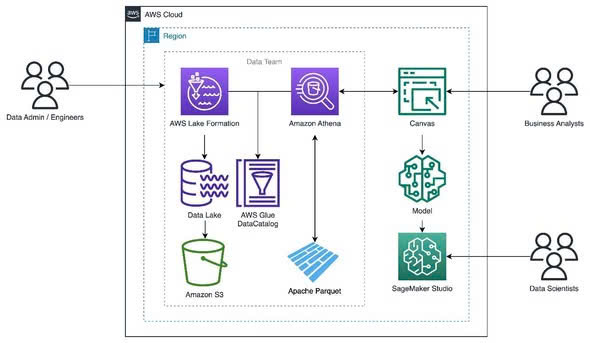 aws
AWS Cloud
Region
Data Team
Data Admin / Engineers
AWS Lake Formation
Amazon Athena
Canvas
Business Analysts
Data Lake
AWS Glue
DataCatalog
Model
Amazon S3
Apache Parquet
SageMaker Studio
Data Scientists